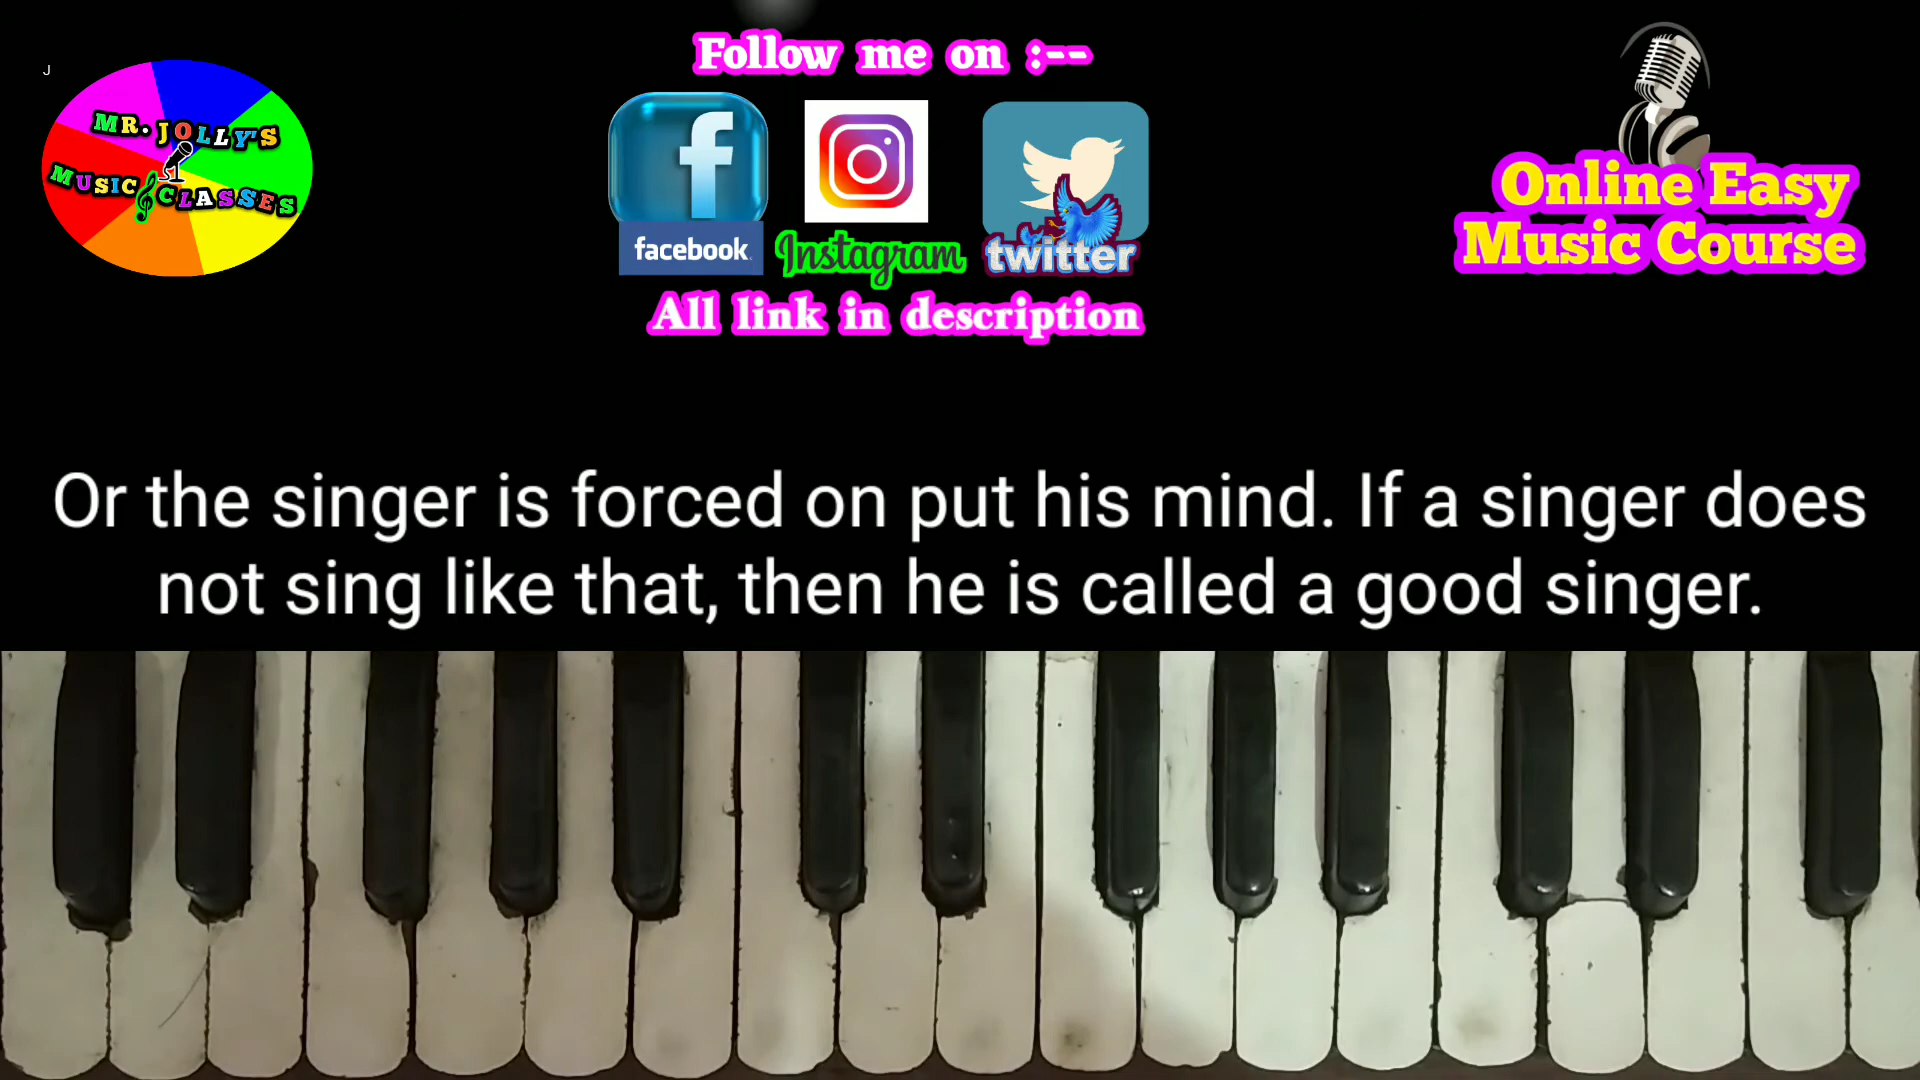 J
MR. JOLLY'S
MUSIC CLASSES
Follow me on :--
facebook
Instagram
twitter
All link in description
Online Easy
Music Course
Or the singer is forced on put his mind. If a singer does
not sing like that, then he is called a good singer.